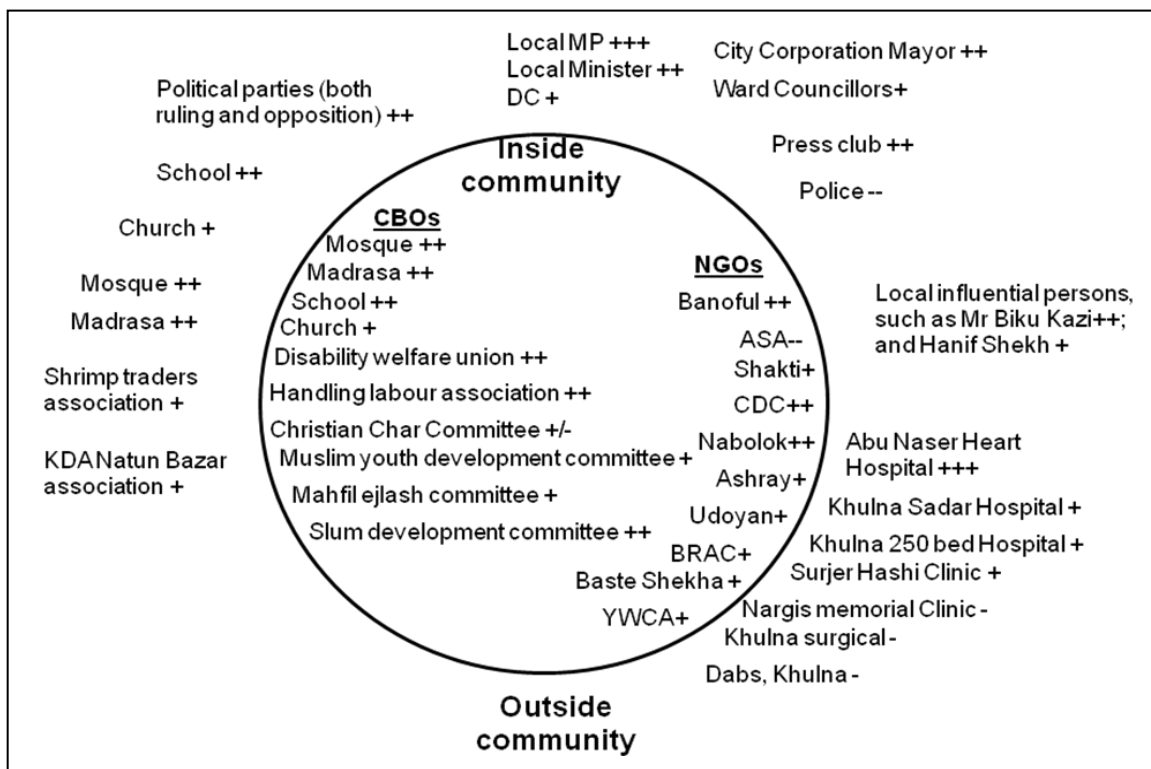 Local MP +++
Local Minister ++
DC +
City Corporation Mayor ++
Ward Councillors+
Political parties (both
ruling and opposition) ++
Press club ++
Police --
School ++
Church +
Mosque ++
Madrasa ++
Shrimp traders
association +
KDA Natun Bazar
association +
Inside
community
CBOs
Mosque ++
Madrasa ++
School ++
Church +
Disability welfare union ++
Handling labour association ++
Christian Char Committee +/-
Muslim youth development committee +
Mahfil ejlash committee +
Slum development committee ++
NGOs
Banoful ++
ASA--
Shakti+
CDC++
Nabolok++
Ashray+
Udoyan+
BRAC+
Baste Shekha +
YWCA+
Local influential persons,
such as Mr Biku Kazi++;
and Hanif Shekh +
Abu Naser Heart
Hospital +++
Khulna Sadar Hospital +
Khulna 250 bed Hospital +
Surjer Hashi Clinic +
Nargis memorial Clinic -
Khulna surgical -
Dabs, Khulna -
Outside
community